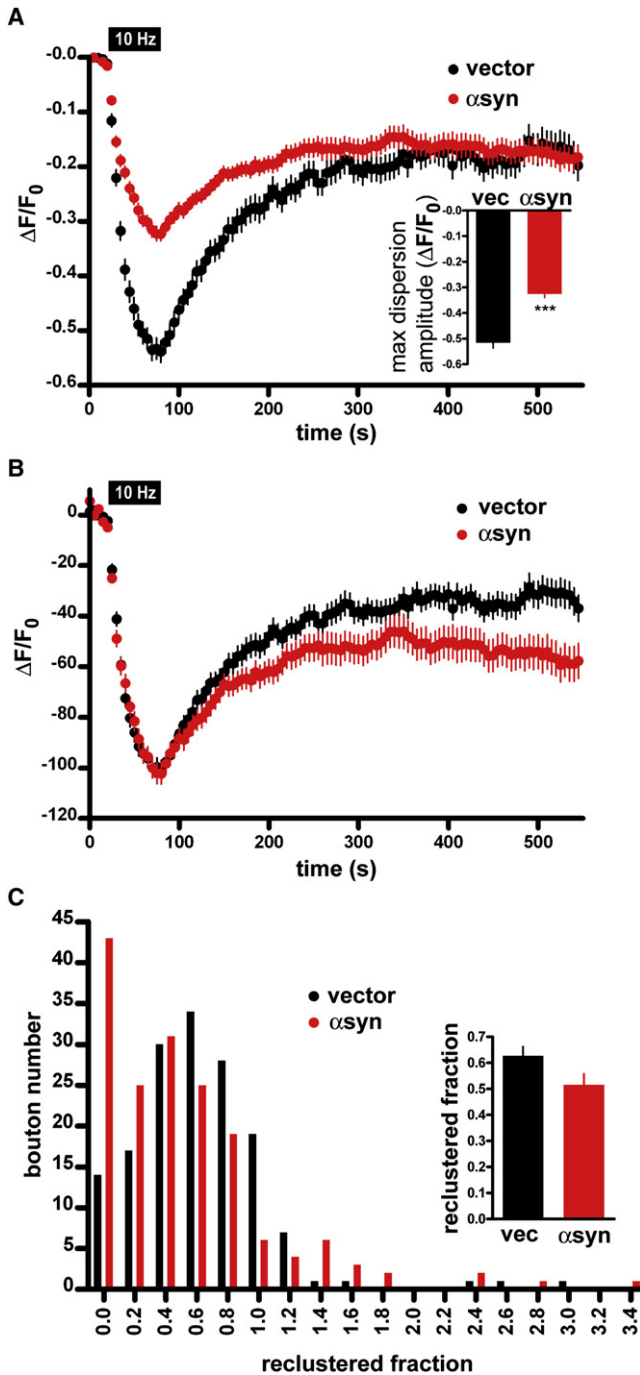 A
10 Hz
-0.0
-0.1
-0.2
-0.3
-0.4
-0.5
-0.6
ΔF/F0
vector
αsyn
vec αsyn
-0.0
-0.1
-0.2
-0.3
-0.4
-0.5
-0.6
max dispersion
amplitude (ΔF/F0)
***
0 100 200 300 400 500
time (s)
B
10 Hz
0
-20
-40
-60
-80
-100
-120
ΔF/F0
vector
αsyn
0 100 200 300 400 500
time (s)
C
45
40
35
30
25
20
15
10
5
0
bouton number
vector
αsyn
0.7
0.6
0.5
0.4
0.3
0.2
0.1
0.0
reclustered fraction
vec αsyn
0.0 0.2 0.4 0.6 0.8 1.0 1.2 1.4 1.6 1.8 2.0 2.2 2.4 2.6 2.8 3.0 3.2 3.4
reclustered fraction